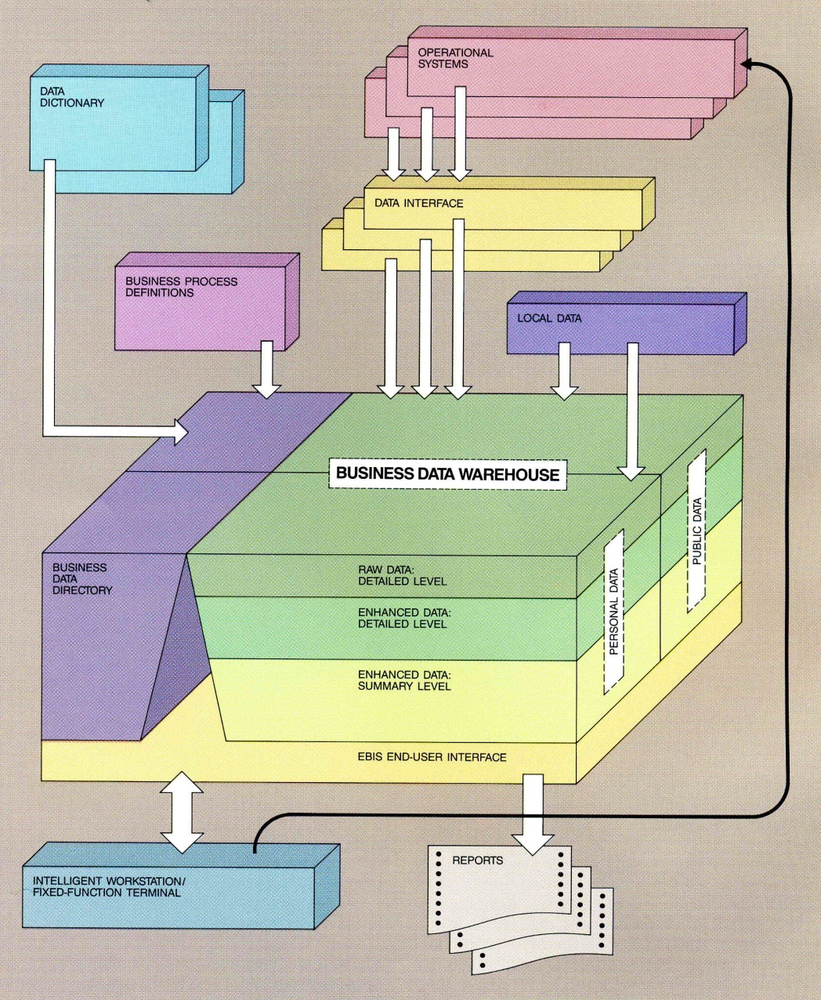 OPERATIONAL
SYSTEMS
DATA
DICTIONARY
DATA INTERFACE
BUSINESS PROCESS
DEFINITIONS
LOCAL DATA
BUSINESS DATA WAREHOUSE
PUBLIC DATA
PERSONAL DATA
BUSINESS
DATA
DIRECTORY
RAW DATA:
DETAILED LEVEL
ENHANCED DATA:
DETAILED LEVEL
ENHANCED DATA:
SUMMARY LEVEL
EBIS END-USER INTERFACE
INTELLIGENT WORKSTATION/
FIXED-FUNCTION TERMINAL
REPORTS